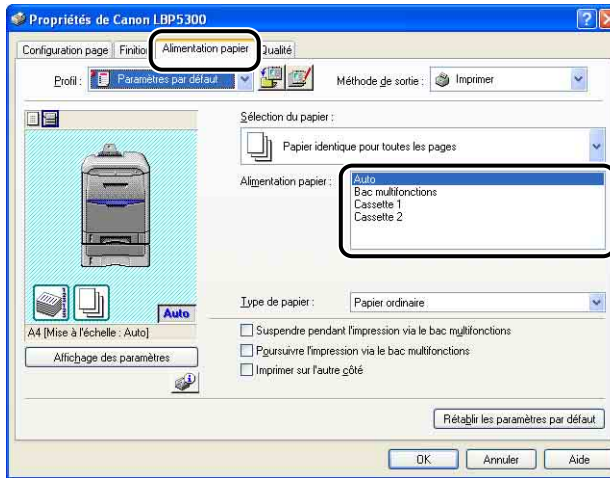 Propriétés de Canon LBP5300
Configuration page Finition Alimentation papier Qualité
Profil : Paramètres par défaut Méthode de sortie : Imprimer
Sélection du papier :
Papier identique pour toutes les pages
Alimentation papier :
Auto
Bac multifonctions
Cassette 1
Cassette 2
Auto
A4 [Mise à l'échelle : Auto]
Affichage des paramètres
Type de papier : Papier ordinaire
Suspendre pendant l'impression via le bac multifonctions
Poursuivre l'impression via le bac multifonctions
Imprimer sur l'autre côté
Rétablir les paramètres par défaut
OK Annuler Aide